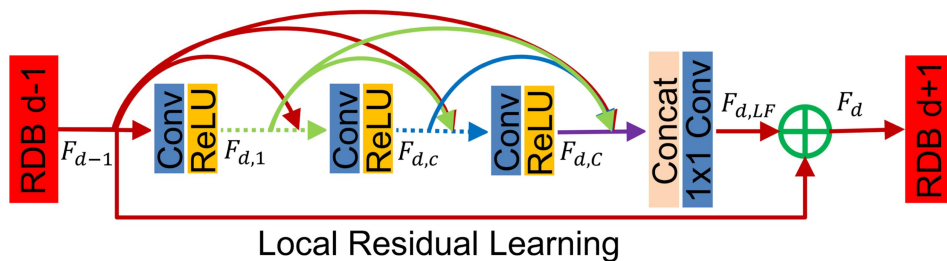 RDB d-1
F_{d-1}
Conv
ReLU
F_{d,1}
Conv
ReLU
F_{d,c}
Conv
ReLU
F_{d,C}
Concat
1x1 Conv
F_{d,LF}
F_d
RDB d+1
Local Residual Learning